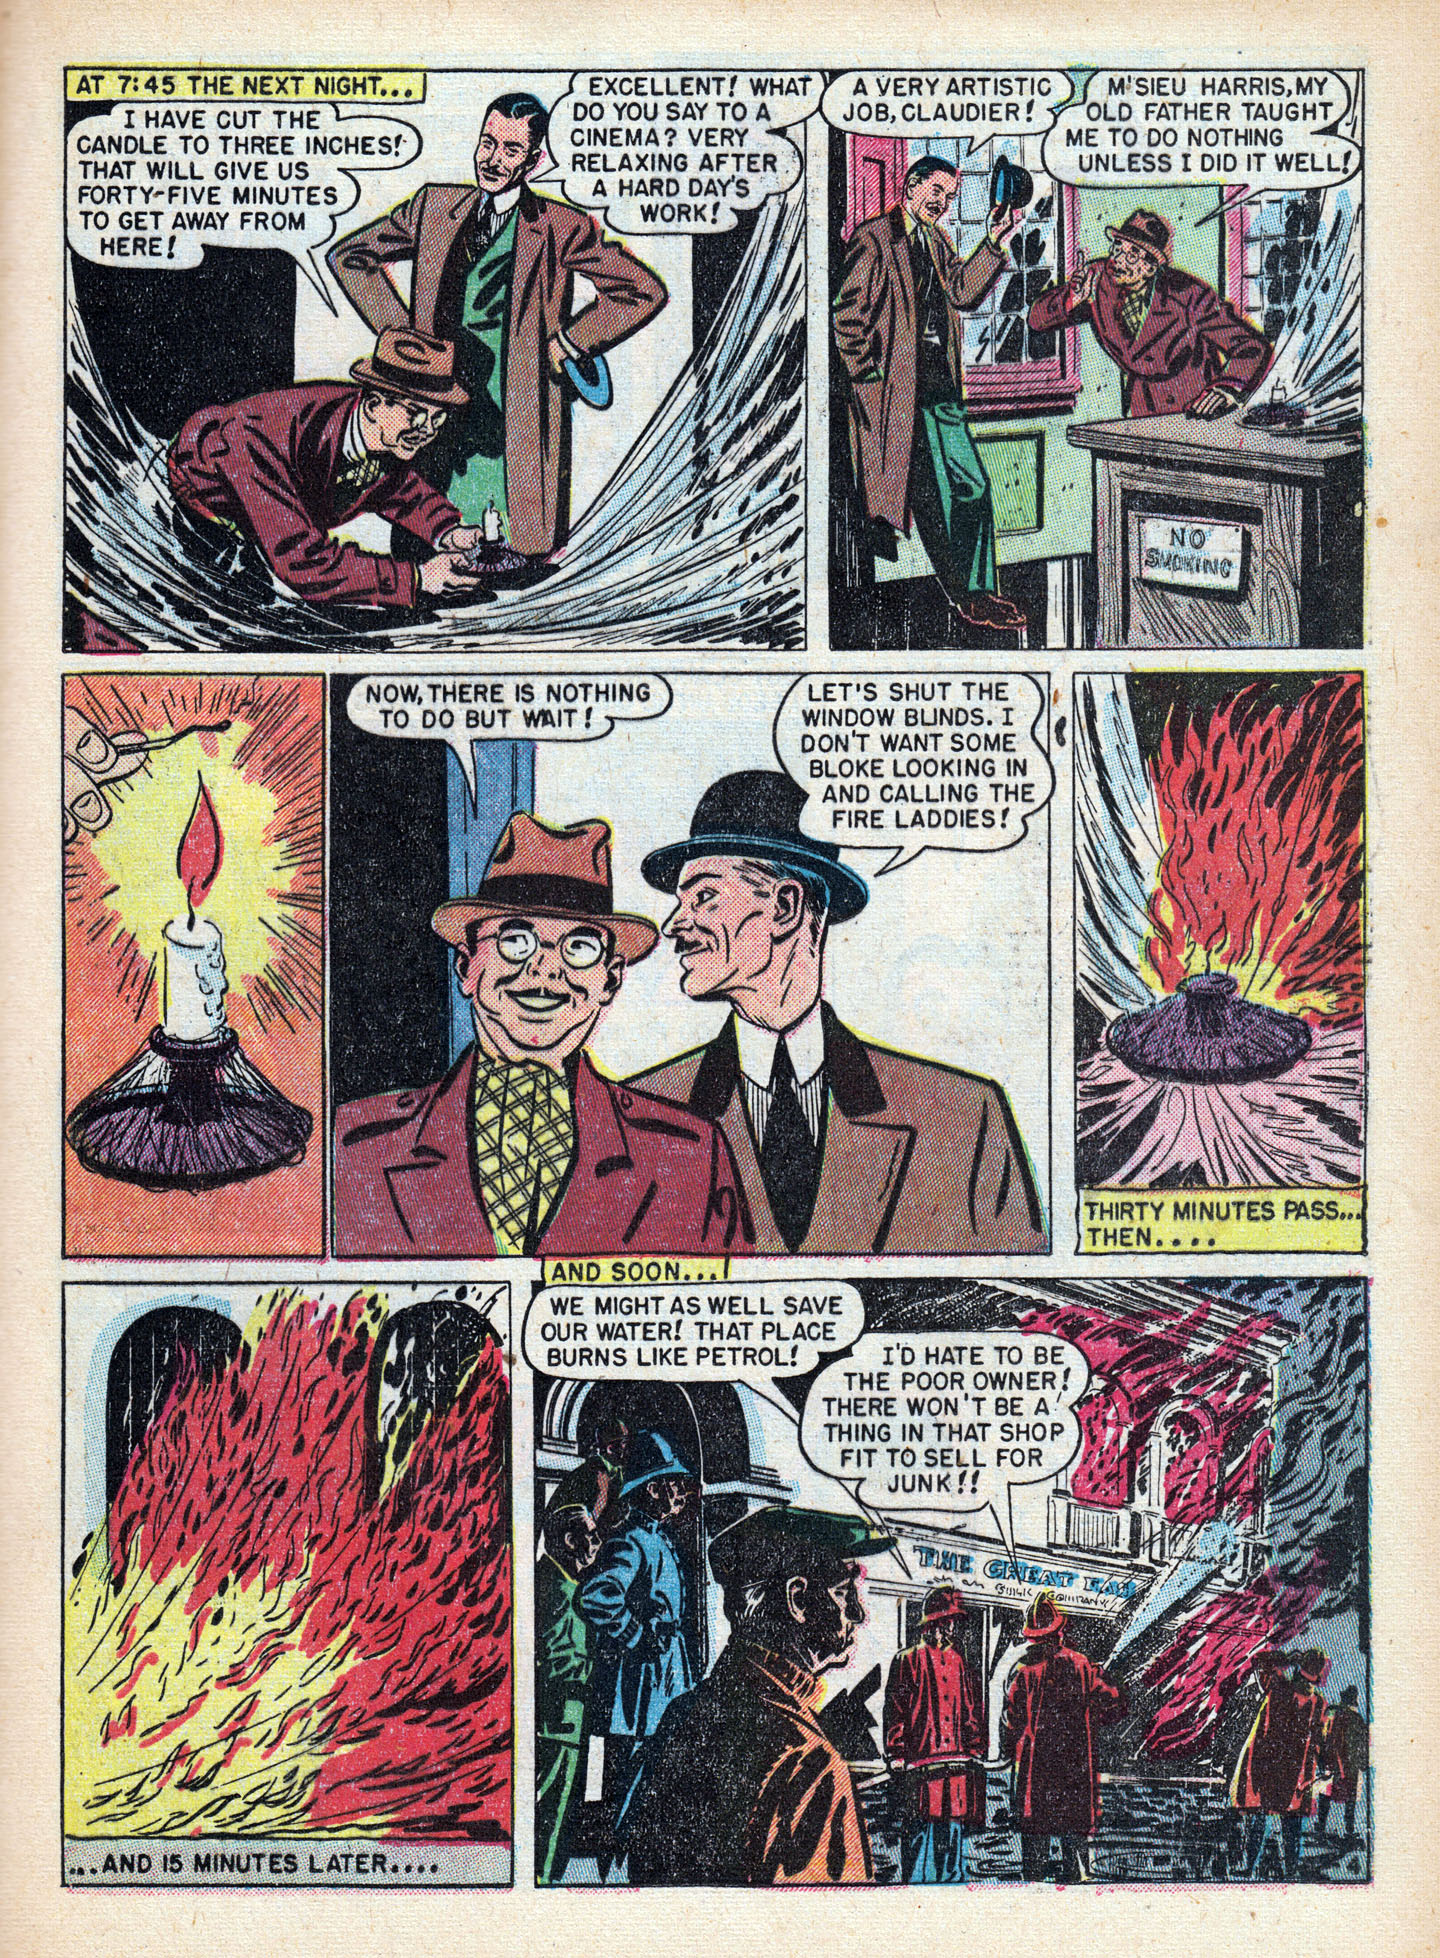 AT 7:45 THE NEXT NIGHT...
I HAVE CUT THE
CANDLE TO THREE INCHES!
THAT WILL GIVE US
FORTY-FIVE MINUTES
TO GET AWAY FROM
HERE!
EXCELLENT! WHAT
DO YOU SAY TO A
CINEMA? VERY
RELAXING AFTER
A HARD DAY'S
WORK!
A VERY ARTISTIC
JOB, CLAUDIER!
M'SIEU HARRIS, MY
OLD FATHER TAUGHT
ME TO DO NOTHING
UNLESS I DID IT WELL!
NO
SMOKING
NOW, THERE IS NOTHING
TO DO BUT WAIT!
LET'S SHUT THE
WINDOW BLINDS. I
DON'T WANT SOME
BLOKE LOOKING IN
AND CALLING THE
FIRE LADDIES!
THIRTY MINUTES PASS...
THEN....
...AND 15 MINUTES LATER....
AND SOON...
WE MIGHT AS WELL SAVE
OUR WATER! THAT PLACE
BURNS LIKE PETROL!
I'D HATE TO BE
THE POOR OWNER!
THERE WON'T BE A
THING IN THAT SHOP
FIT TO SELL FOR
JUNK!!
THE GREAT EAS
SILK COMPANY